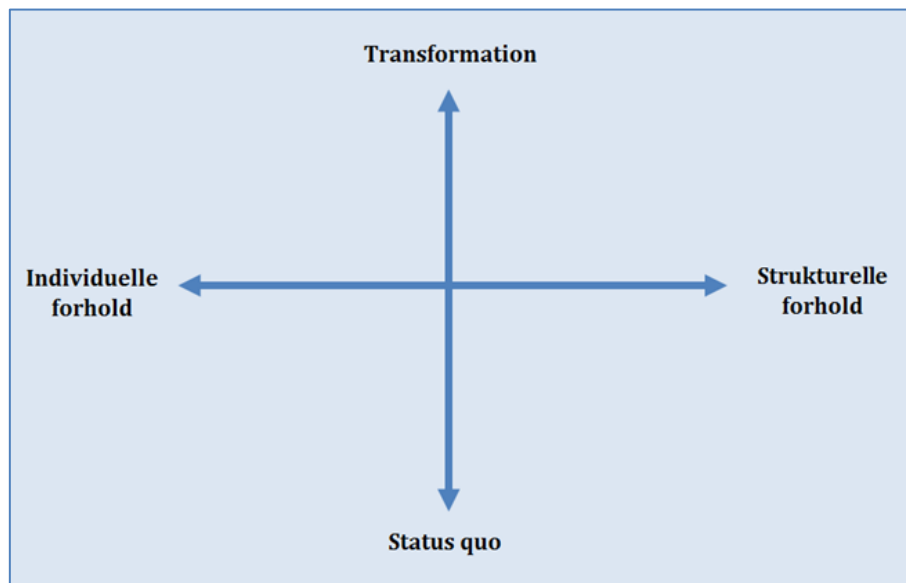 Transformation
Individuelle
forhold
Strukturelle
forhold
Status quo